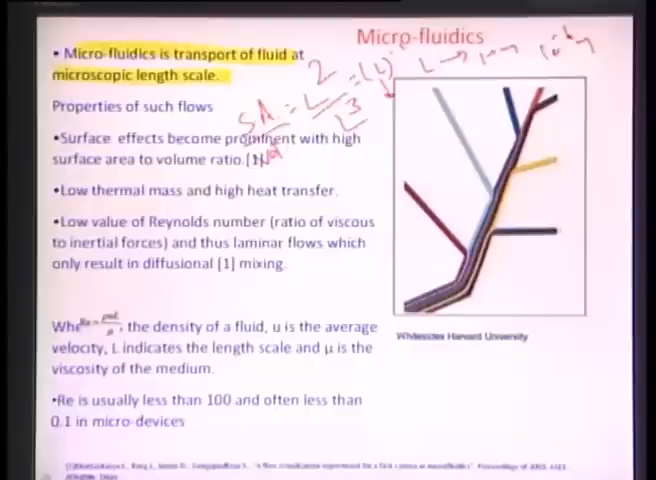 Micro-fluidics
• Micro-fluidics is transport of fluid at
microscopic length scale.
Properties of such flows
•Surface effects become prominent with high
surface area to volume ratio.[1]
•Low thermal mass and high heat transfer.
•Low value of Reynolds number (ratio of viscous
to inertial forces) and thus laminar flows which
only result in diffusional [1] mixing.
, the density of a fluid, u is the average
velocity, L indicates the length scale and μ is the
viscosity of the medium.
•Re is usually less than 100 and often less than
0.1 in micro-devices
Whitesides Harvard University
SA = L2
L3